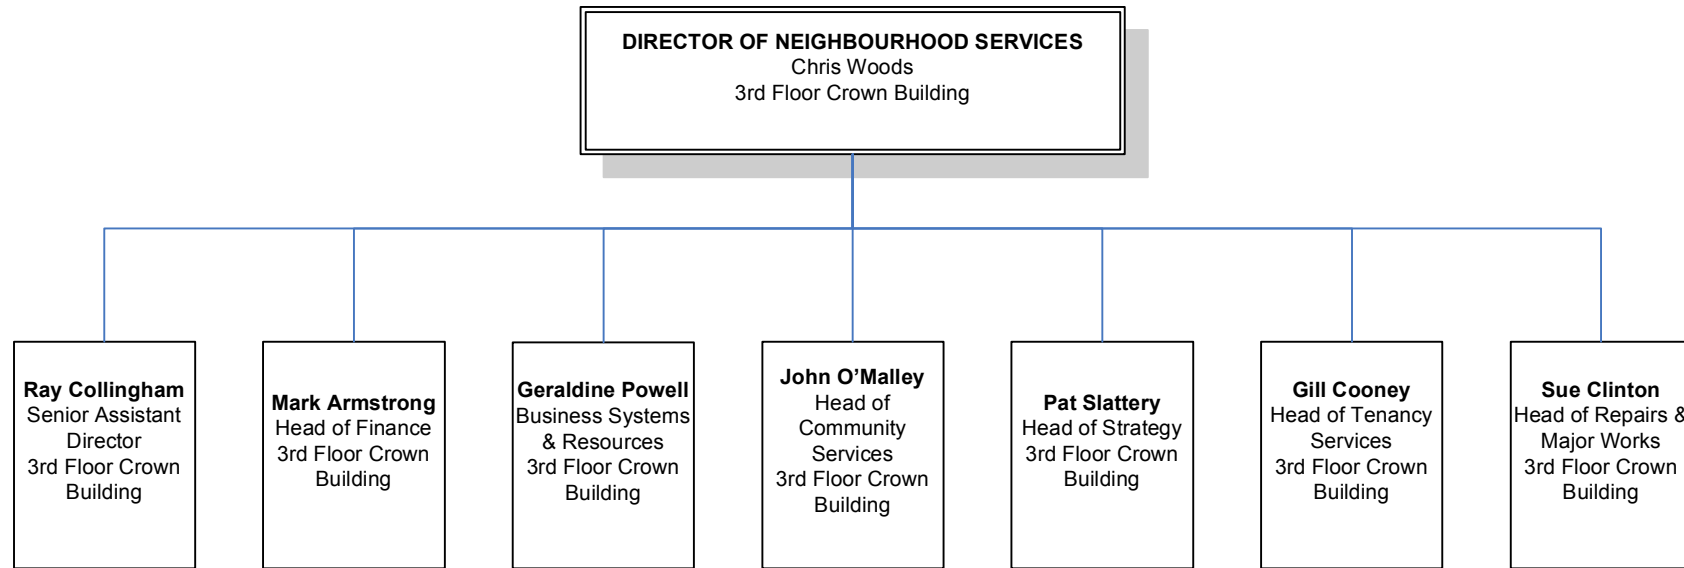 DIRECTOR OF NEIGHBOURHOOD SERVICES
Chris Woods
3rd Floor Crown Building
Ray Collingham
Senior Assistant
Director
3rd Floor Crown
Building
Mark Armstrong
Head of Finance
3rd Floor Crown
Building
Geraldine Powell
Business Systems
& Resources
3rd Floor Crown
Building
John O’Malley
Head of
Community
Services
3rd Floor Crown
Building
Pat Slattery
Head of Strategy
3rd Floor Crown
Building
Gill Cooney
Head of Tenancy
Services
3rd Floor Crown
Building
Sue Clinton
Head of Repairs &
Major Works
3rd Floor Crown
Building